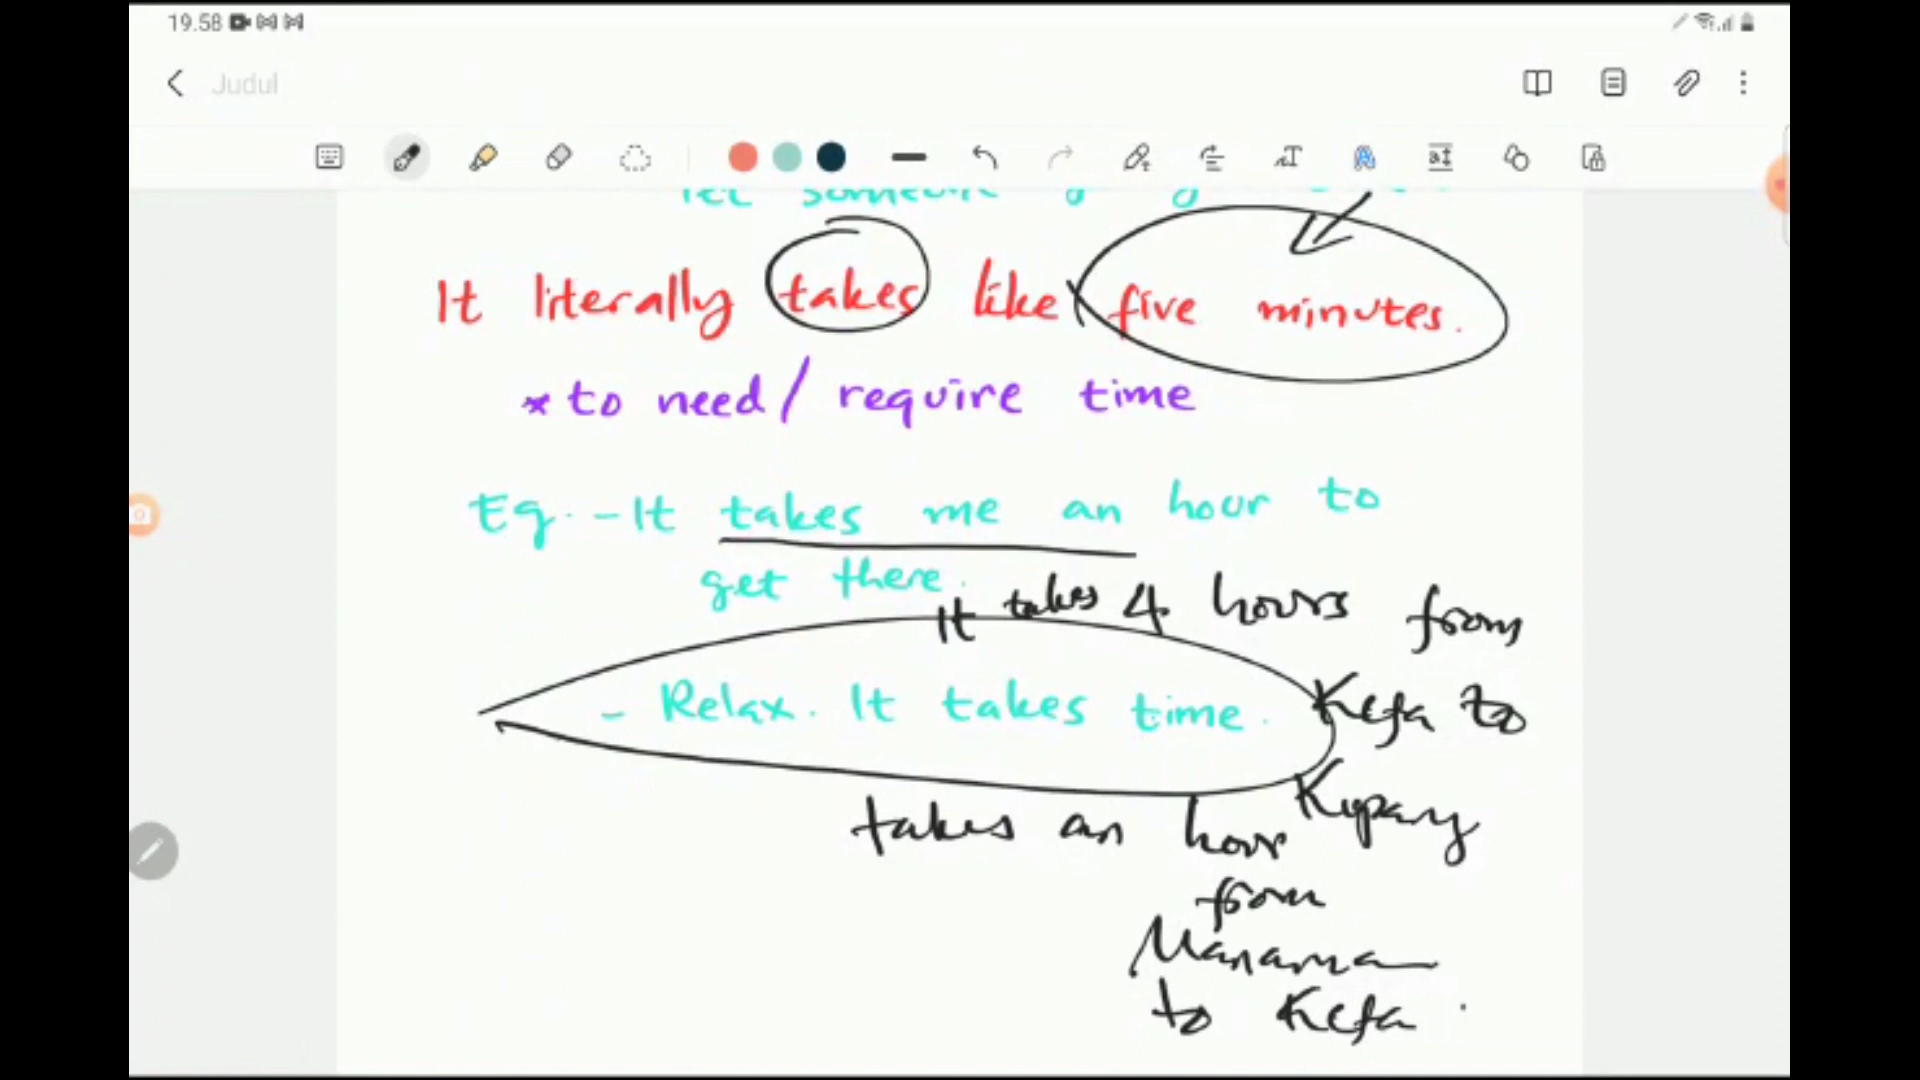 19.58
Judul
let someone
It literally takes like five minutes.
* to need / require time
Eg. - It takes me an hour to
get there.
It takes 4 hours from
Kefa to
Kupang
- Relax. It takes time.
takes an hour
from
Manama
to Kefa.